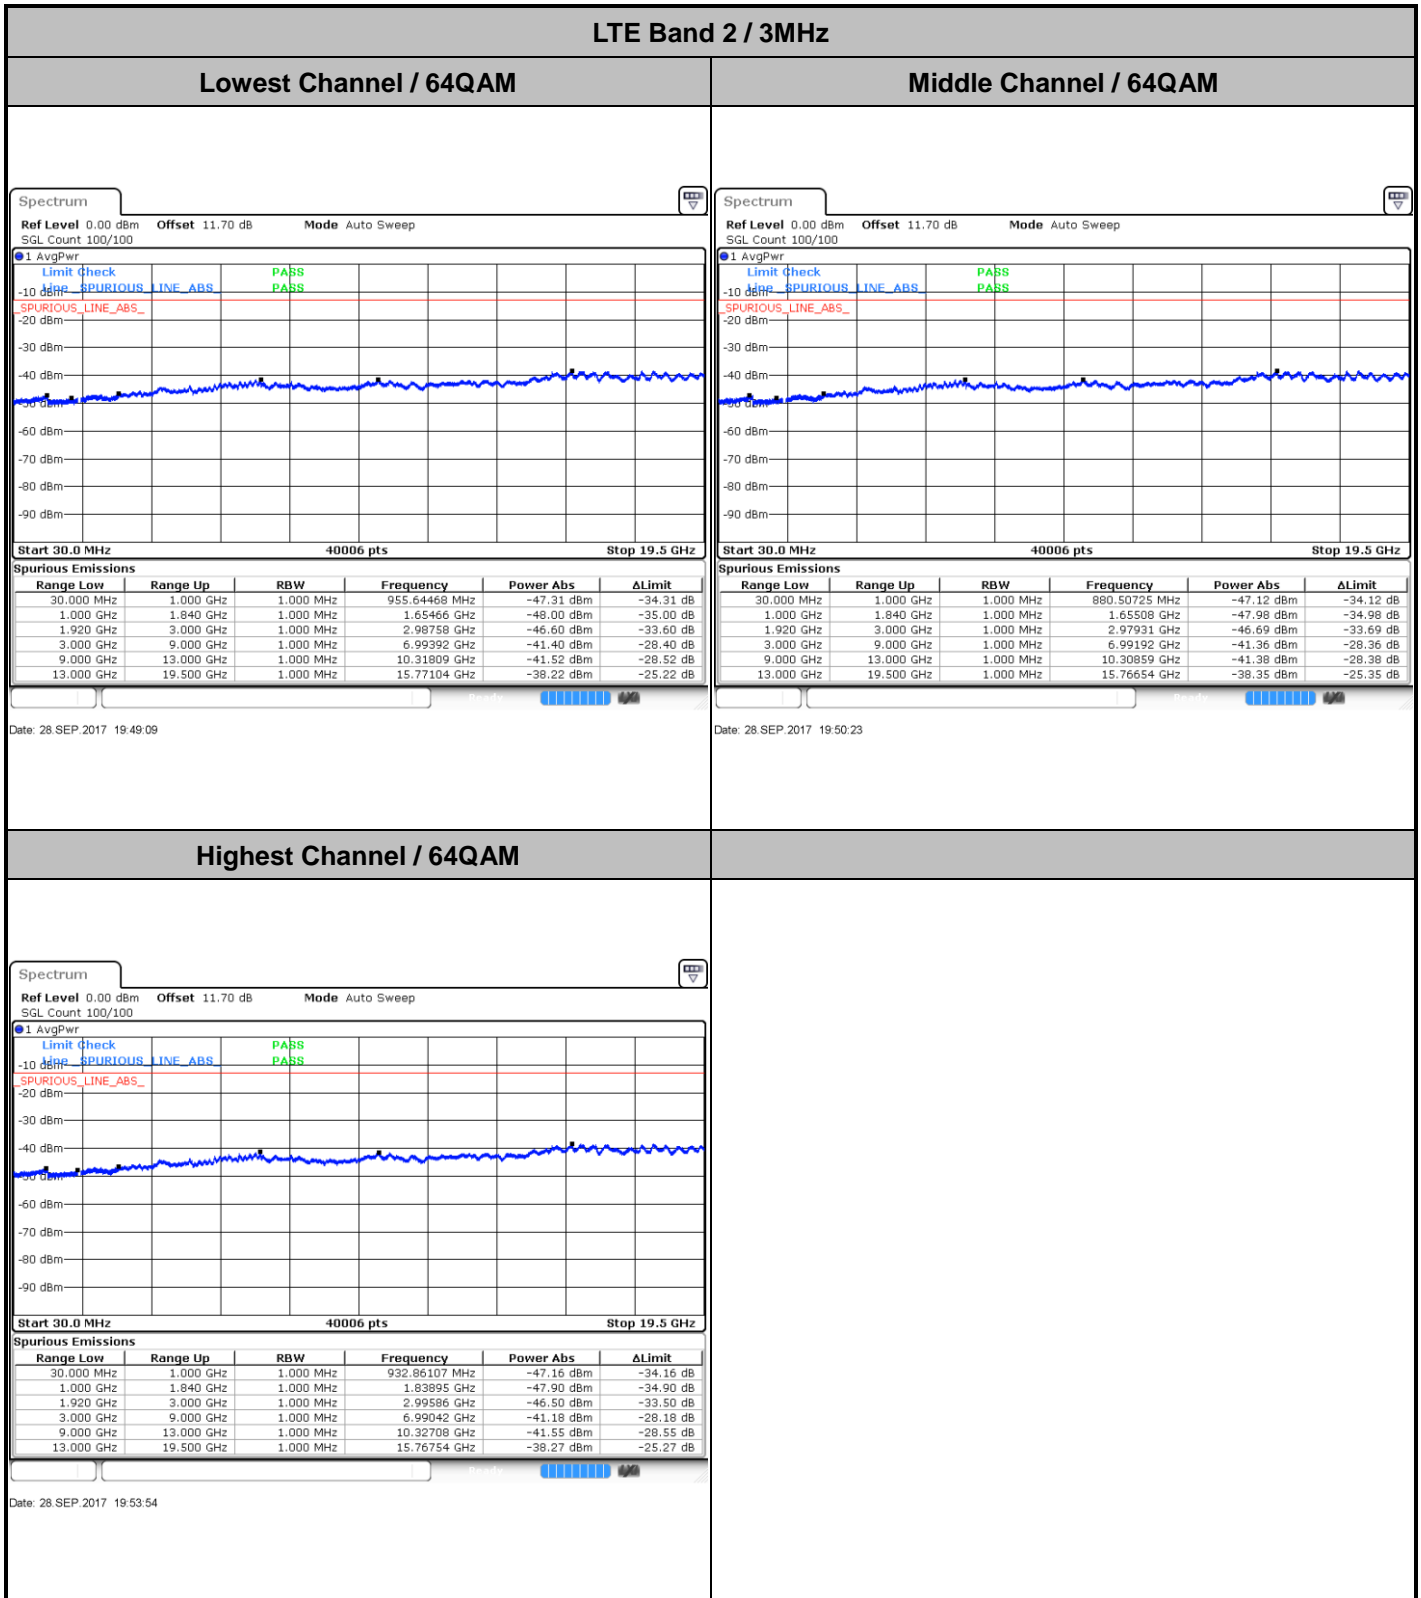 LTE Band 2 / 3MHz
Lowest Channel / 64QAM
Middle Channel / 64QAM
Spectrum
Ref Level 0.00 dBm Offset 11.70 dB Mode Auto Sweep
SGL Count 100/100
1 AvgPwr
Limit Check PASS
Line _SPURIOUS_LINE_ABS_ PASS
-10 dBm
_SPURIOUS_LINE_ABS_
-20 dBm
-30 dBm
-40 dBm
-50 dBm
-60 dBm
-70 dBm
-80 dBm
-90 dBm
Start 30.0 MHz 40006 pts Stop 19.5 GHz
Spurious Emissions
Range Low Range Up RBW Frequency Power Abs ΔLimit
30.000 MHz 1.000 GHz 1.000 MHz 955.64468 MHz -47.31 dBm -34.31 dB
1.000 GHz 1.840 GHz 1.000 MHz 1.65466 GHz -48.00 dBm -35.00 dB
1.920 GHz 3.000 GHz 1.000 MHz 2.98758 GHz -46.60 dBm -33.60 dB
3.000 GHz 9.000 GHz 1.000 MHz 6.99392 GHz -41.40 dBm -28.40 dB
9.000 GHz 13.000 GHz 1.000 MHz 10.31809 GHz -41.52 dBm -28.52 dB
13.000 GHz 19.500 GHz 1.000 MHz 15.77104 GHz -38.22 dBm -25.22 dB
Ready
Date: 28.SEP.2017 19:49:09
Spectrum
Ref Level 0.00 dBm Offset 11.70 dB Mode Auto Sweep
SGL Count 100/100
1 AvgPwr
Limit Check PASS
Line _SPURIOUS_LINE_ABS_ PASS
-10 dBm
_SPURIOUS_LINE_ABS_
-20 dBm
-30 dBm
-40 dBm
-50 dBm
-60 dBm
-70 dBm
-80 dBm
-90 dBm
Start 30.0 MHz 40006 pts Stop 19.5 GHz
Spurious Emissions
Range Low Range Up RBW Frequency Power Abs ΔLimit
30.000 MHz 1.000 GHz 1.000 MHz 880.50725 MHz -47.12 dBm -34.12 dB
1.000 GHz 1.840 GHz 1.000 MHz 1.65508 GHz -47.98 dBm -34.98 dB
1.920 GHz 3.000 GHz 1.000 MHz 2.97931 GHz -46.69 dBm -33.69 dB
3.000 GHz 9.000 GHz 1.000 MHz 6.99192 GHz -41.36 dBm -28.36 dB
9.000 GHz 13.000 GHz 1.000 MHz 10.30859 GHz -41.38 dBm -28.38 dB
13.000 GHz 19.500 GHz 1.000 MHz 15.76654 GHz -38.35 dBm -25.35 dB
Ready
Date: 28.SEP.2017 19:50:23
Highest Channel / 64QAM
Spectrum
Ref Level 0.00 dBm Offset 11.70 dB Mode Auto Sweep
SGL Count 100/100
1 AvgPwr
Limit Check PASS
Line _SPURIOUS_LINE_ABS_ PASS
-10 dBm
_SPURIOUS_LINE_ABS_
-20 dBm
-30 dBm
-40 dBm
-50 dBm
-60 dBm
-70 dBm
-80 dBm
-90 dBm
Start 30.0 MHz 40006 pts Stop 19.5 GHz
Spurious Emissions
Range Low Range Up RBW Frequency Power Abs ΔLimit
30.000 MHz 1.000 GHz 1.000 MHz 932.86107 MHz -47.16 dBm -34.16 dB
1.000 GHz 1.840 GHz 1.000 MHz 1.83895 GHz -47.90 dBm -34.90 dB
1.920 GHz 3.000 GHz 1.000 MHz 2.99586 GHz -46.50 dBm -33.50 dB
3.000 GHz 9.000 GHz 1.000 MHz 6.99042 GHz -41.18 dBm -28.18 dB
9.000 GHz 13.000 GHz 1.000 MHz 10.32708 GHz -41.55 dBm -28.55 dB
13.000 GHz 19.500 GHz 1.000 MHz 15.76754 GHz -38.27 dBm -25.27 dB
Ready
Date: 28.SEP.2017 19:53:54